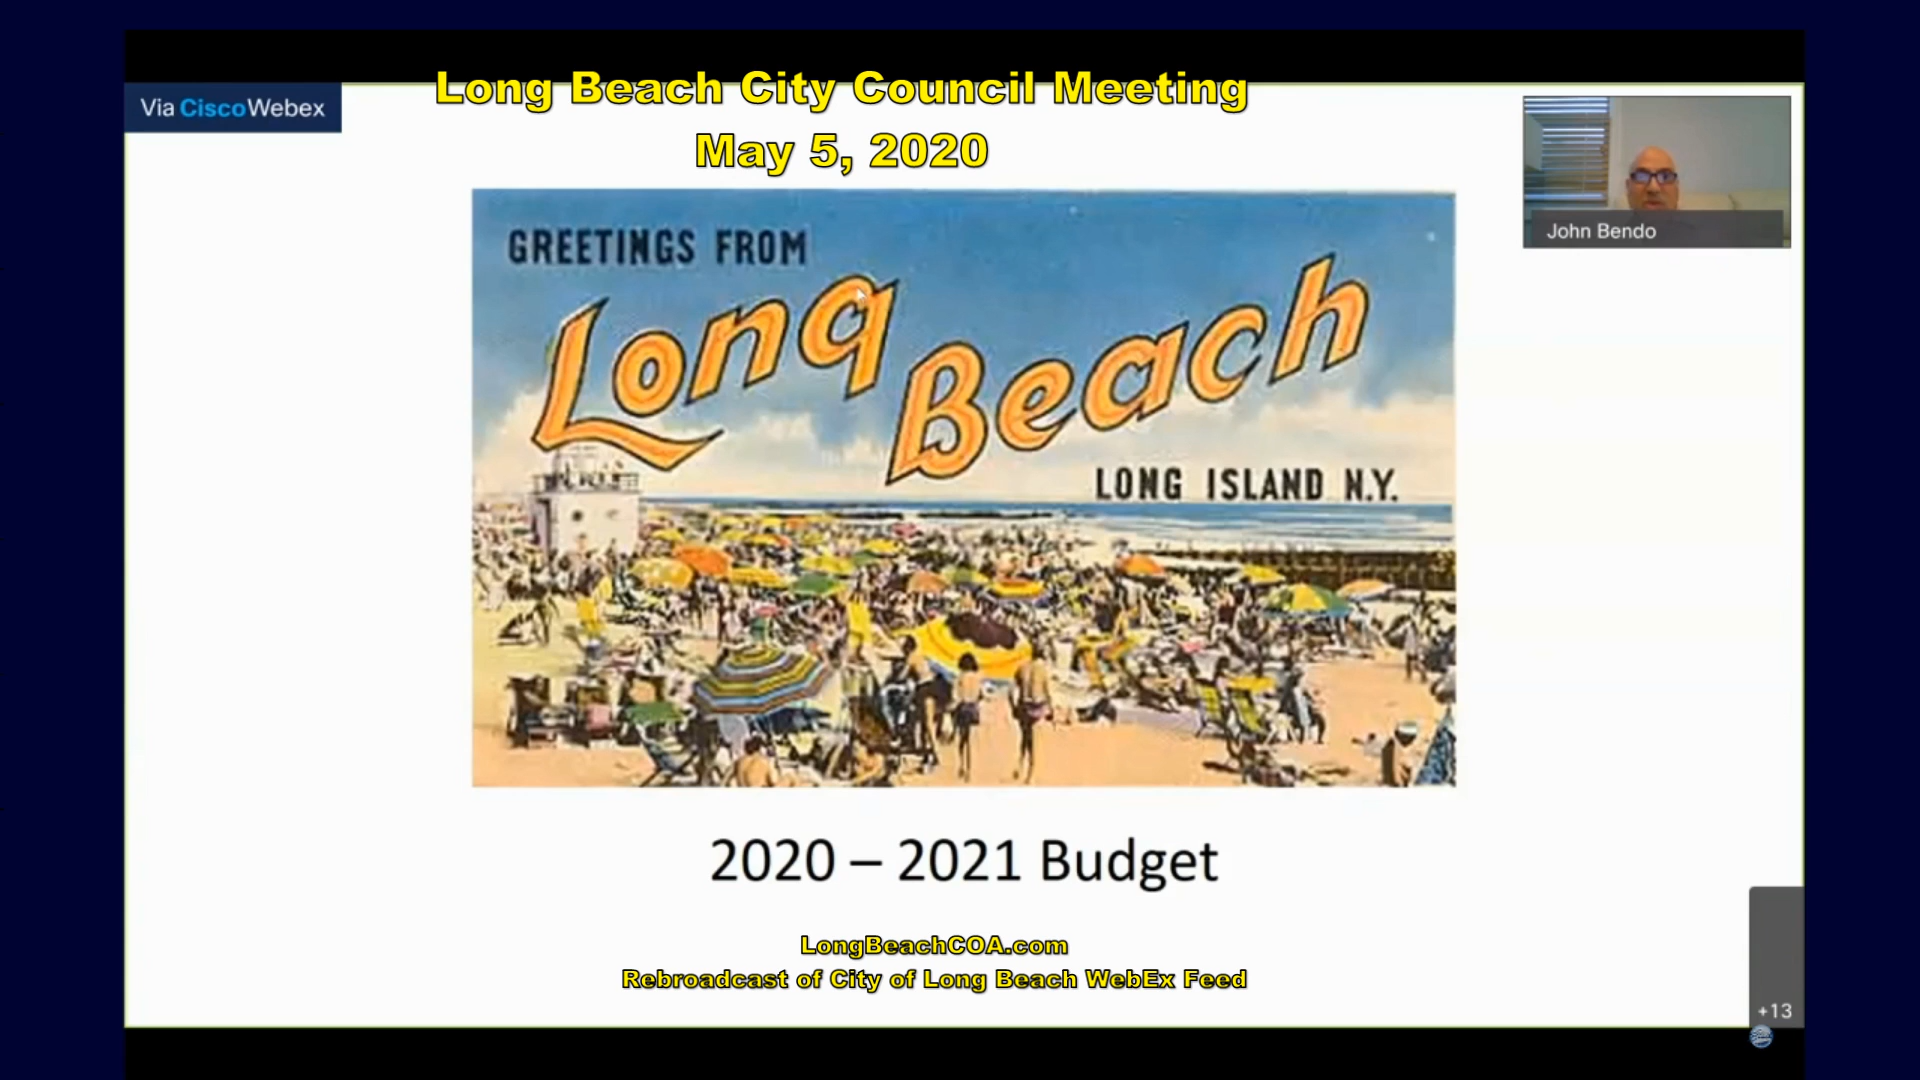 Long Beach City Council Meeting
May 5, 2020
Via CiscoWebex
John Bendo
GREETINGS FROM
Long Beach
LONG ISLAND N.Y.
2020 – 2021 Budget
LongBeachCOA.com
Rebroadcast of City of Long Beach WebEx Feed
+13